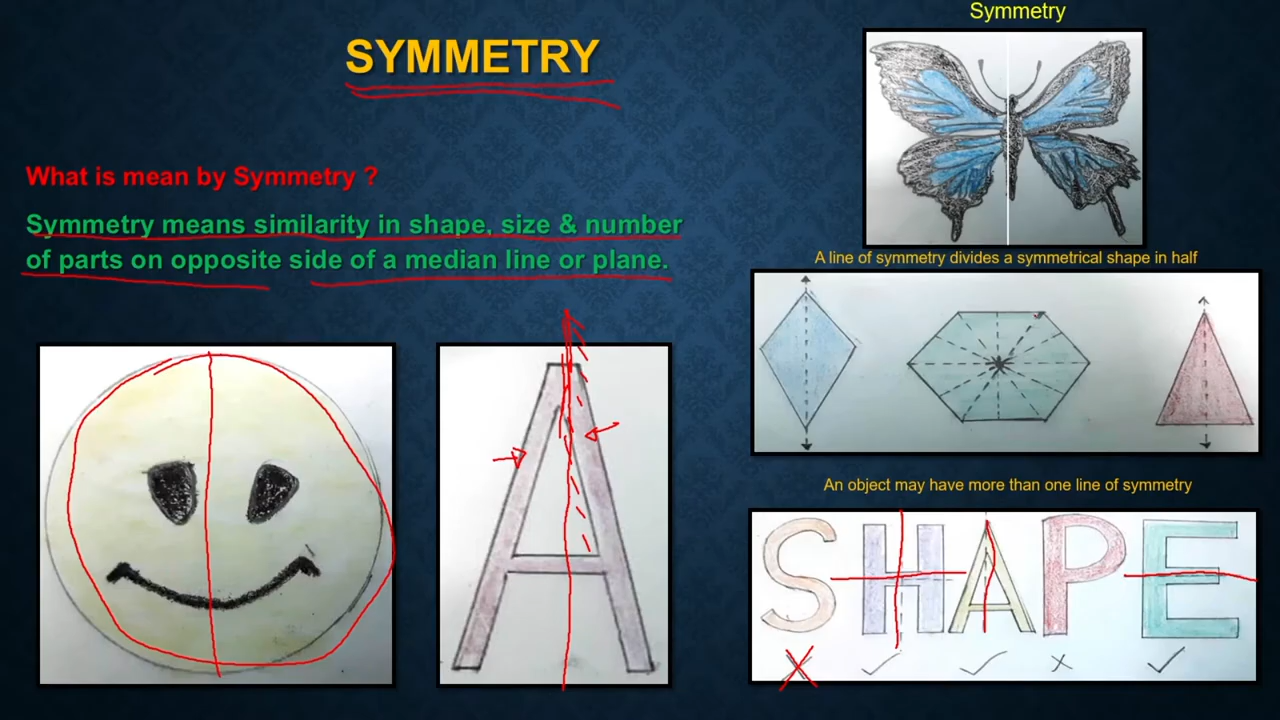 SYMMETRY
What is mean by Symmetry ?
Symmetry means similarity in shape, size & number
of parts on opposite side of a median line or plane.
A
Symmetry
A line of symmetry divides a symmetrical shape in half
An object may have more than one line of symmetry
SHAPE